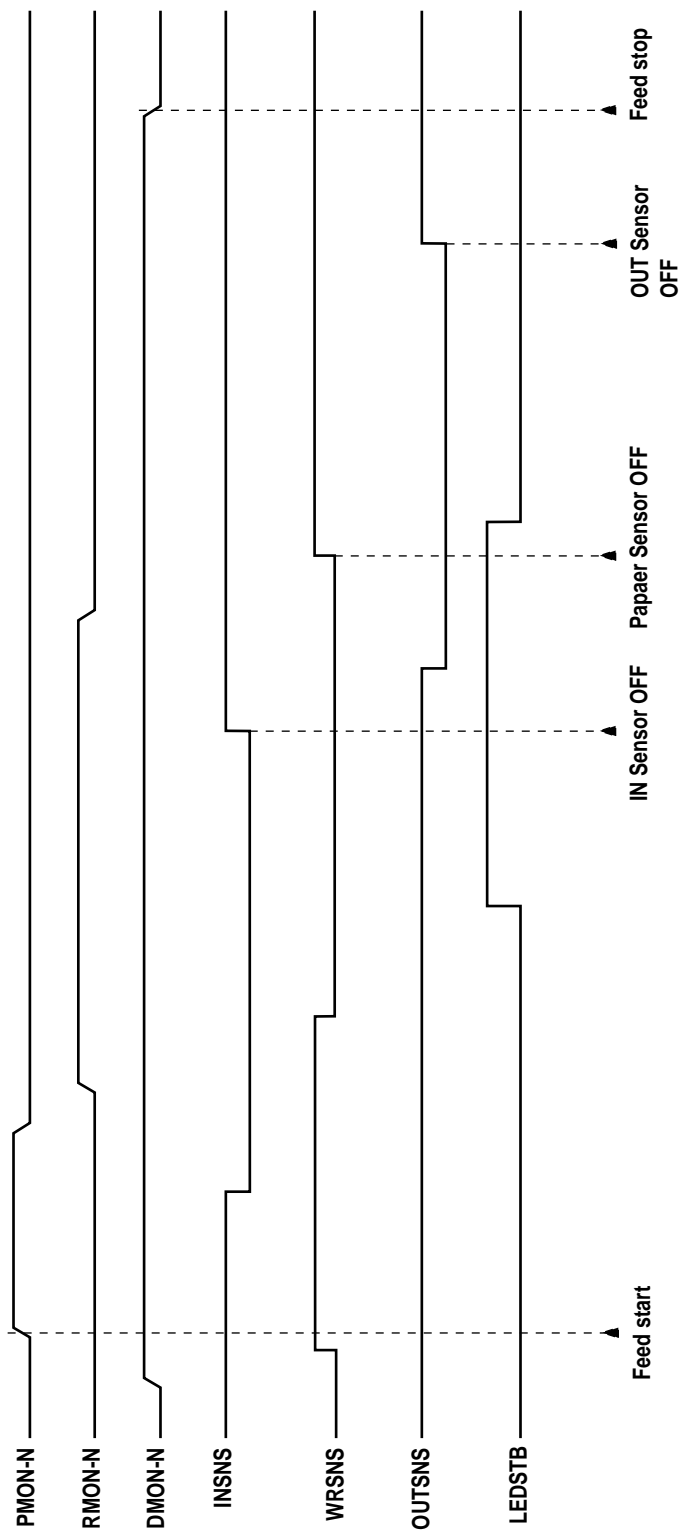 PMON-N
RMON-N
DMON-N
INSNS
WRSNS
OUTSNS
LEDSTB
Feed start
IN Sensor OFF
Papaer Sensor OFF
OUT Sensor
OFF
Feed stop